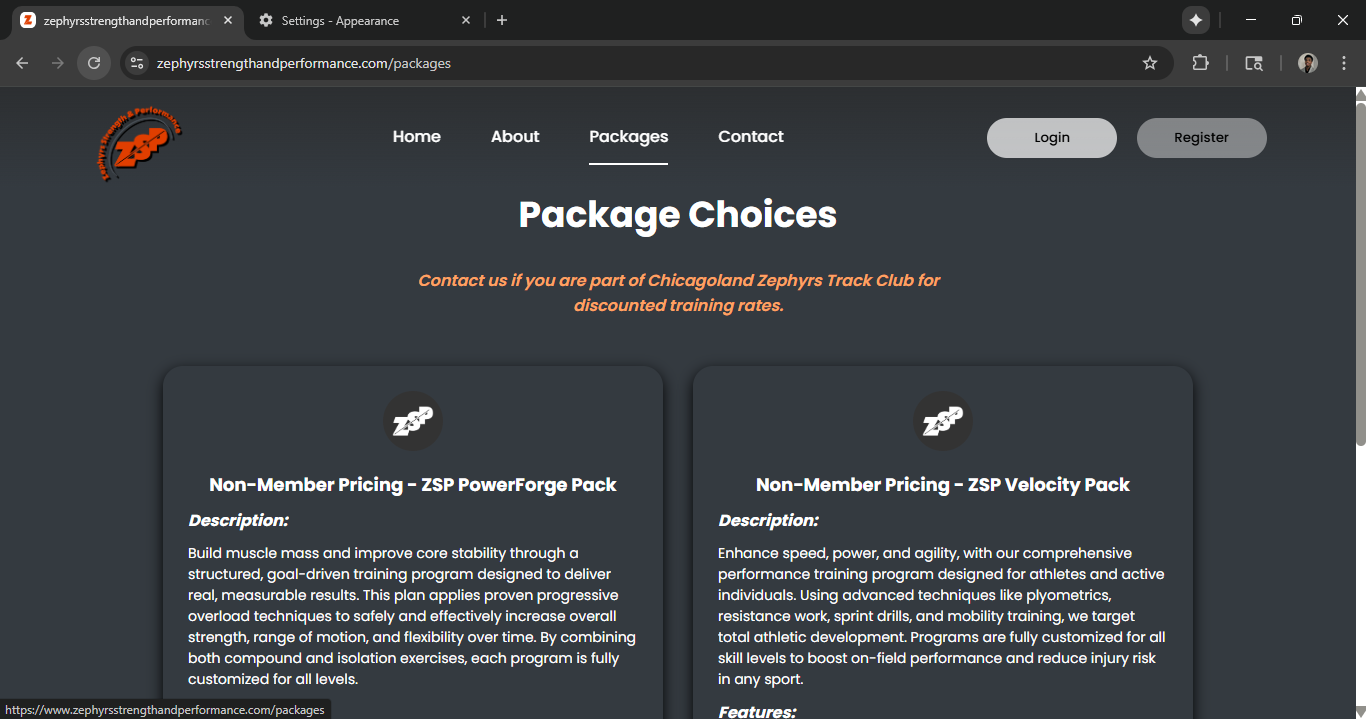 zephyrsstrengthandperformanc
Settings - Appearance
zephyrsstrengthandperformance.com/packages
Zephyrs Strength & Performance
ZSP
Home
About
Packages
Contact
Login
Register
Package Choices
Contact us if you are part of Chicagoland Zephyrs Track Club for
discounted training rates.
ZSP
Non-Member Pricing - ZSP PowerForge Pack
Description:
Build muscle mass and improve core stability through a
structured, goal-driven training program designed to deliver
real, measurable results. This plan applies proven progressive
overload techniques to safely and effectively increase overall
strength, range of motion, and flexibility over time. By combining
both compound and isolation exercises, each program is fully
customized for all levels.
ZSP
Non-Member Pricing - ZSP Velocity Pack
Description:
Enhance speed, power, and agility, with our comprehensive
performance training program designed for athletes and active
individuals. Using advanced techniques like plyometrics,
resistance work, sprint drills, and mobility training, we target
total athletic development. Programs are fully customized for all
skill levels to boost on-field performance and reduce injury risk
in any sport.
Features:
https://www.zephyrsstrengthandperformance.com/packages